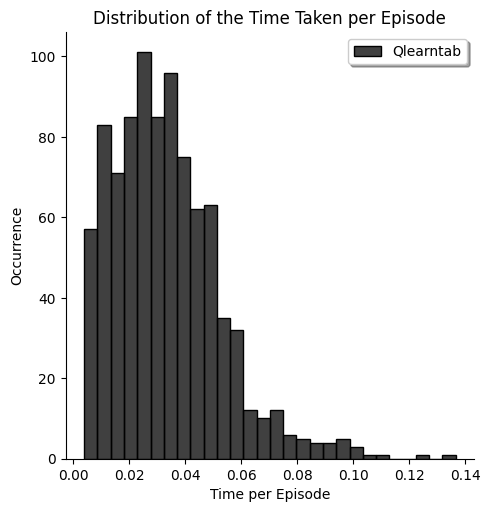 Distribution of the Time Taken per Episode
Qlearntab
Occurrence
100
80
60
40
20
0
0.00 0.02 0.04 0.06 0.08 0.10 0.12 0.14
Time per Episode